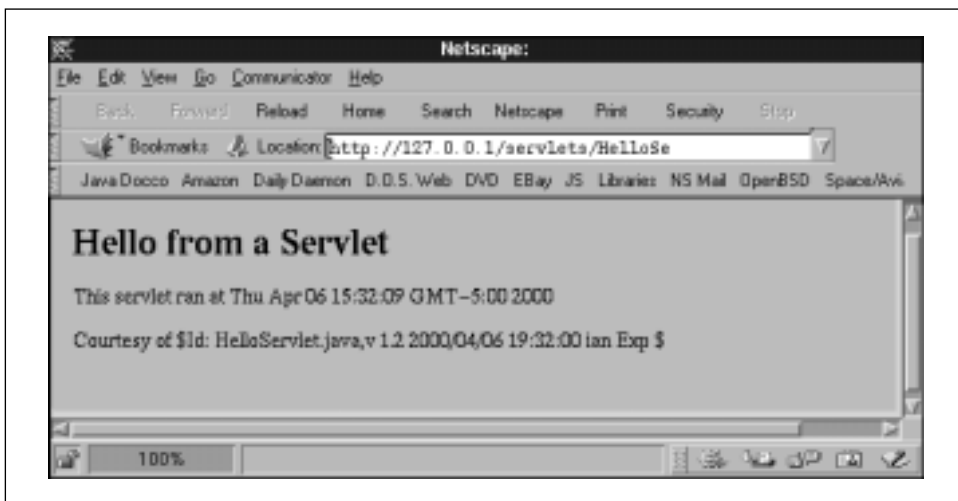 Netscape:
File Edit View Go Communicator Help
Back Forward Reload Home Search Netscape Print Security Stop
Bookmarks Location: http://127.0.0.1/servlets/HelloSe
Java Docco Amazon Daily Daemon D.D.S. Web DVD EBay JS Libraries NS Mail OpenBSD Space/Avi
Hello from a Servlet
This servlet ran at Thu Apr 06 15:32:09 GMT-5:00 2000
Courtesy of $Id: HelloServlet.java,v 1.2 2000/04/06 19:32:00 ian Exp $
100%